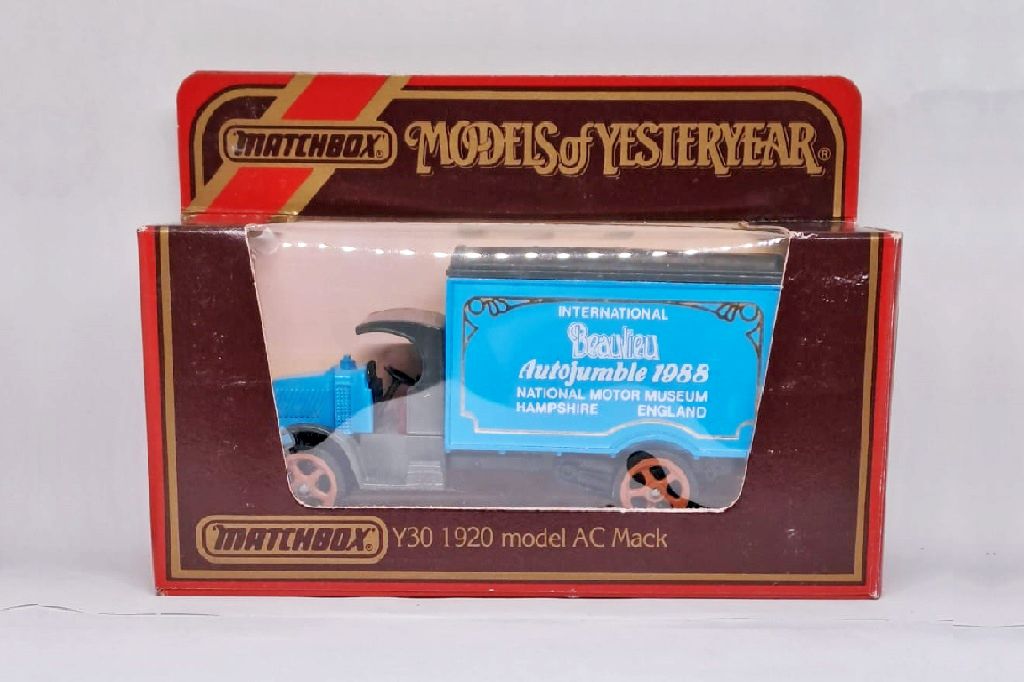 MATCHBOX
MODELS of YESTERYEAR®
INTERNATIONAL
Beaulieu
Autojumble 1988
NATIONAL MOTOR MUSEUM
HAMPSHIRE ENGLAND
MATCHBOX® Y30 1920 model AC Mack